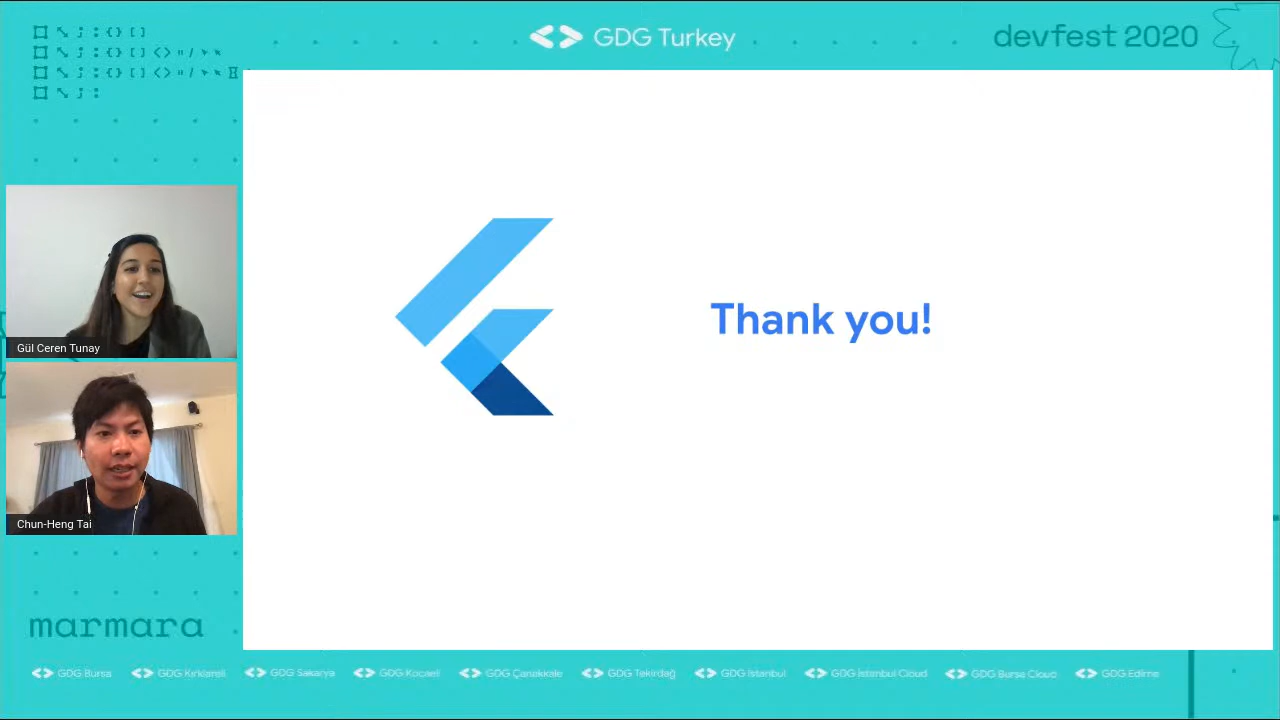 GDG Turkey
devfest 2020
Thank you!
Gül Ceren Tunay
Chun-Heng Tai
marmara
GDG Bursa
GDG Kırklareli
GDG Sakarya
GDG Kocaeli
GDG Çanakkale
GDG Tekirdağ
GDG İstanbul
GDG İstanbul Cloud
GDG Bursa Cloud
GDG Edirne